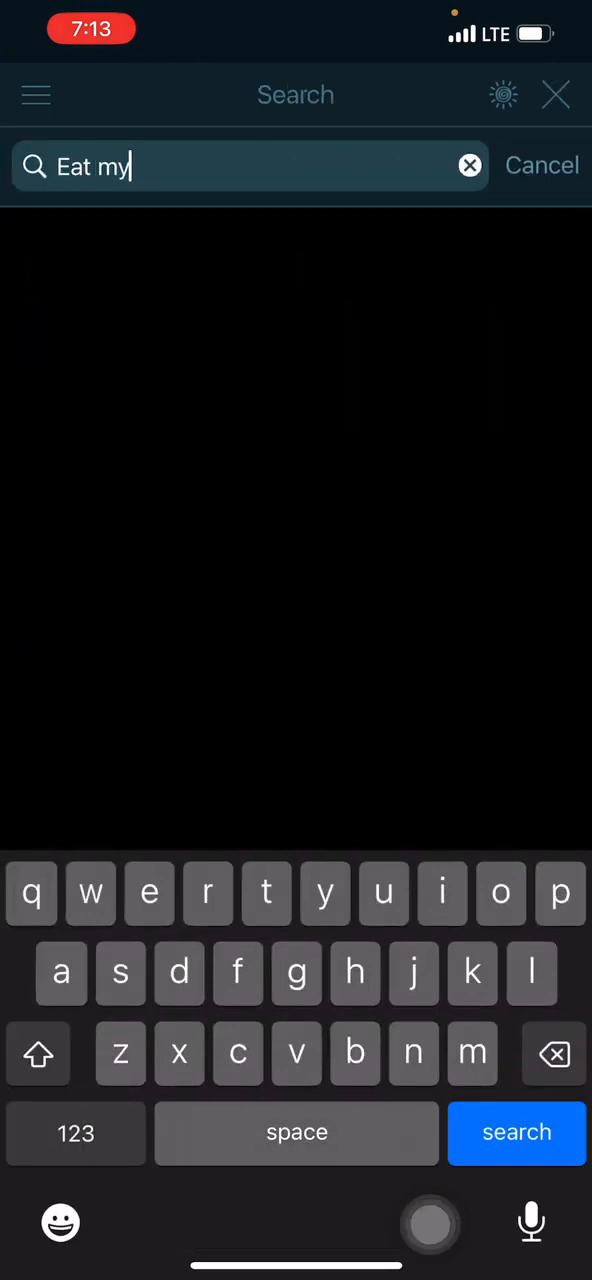 7:13
LTE
Search
Eat my
Cancel
q w e r t y u i o p
a s d f g h j k l
z x c v b n m
123 space search